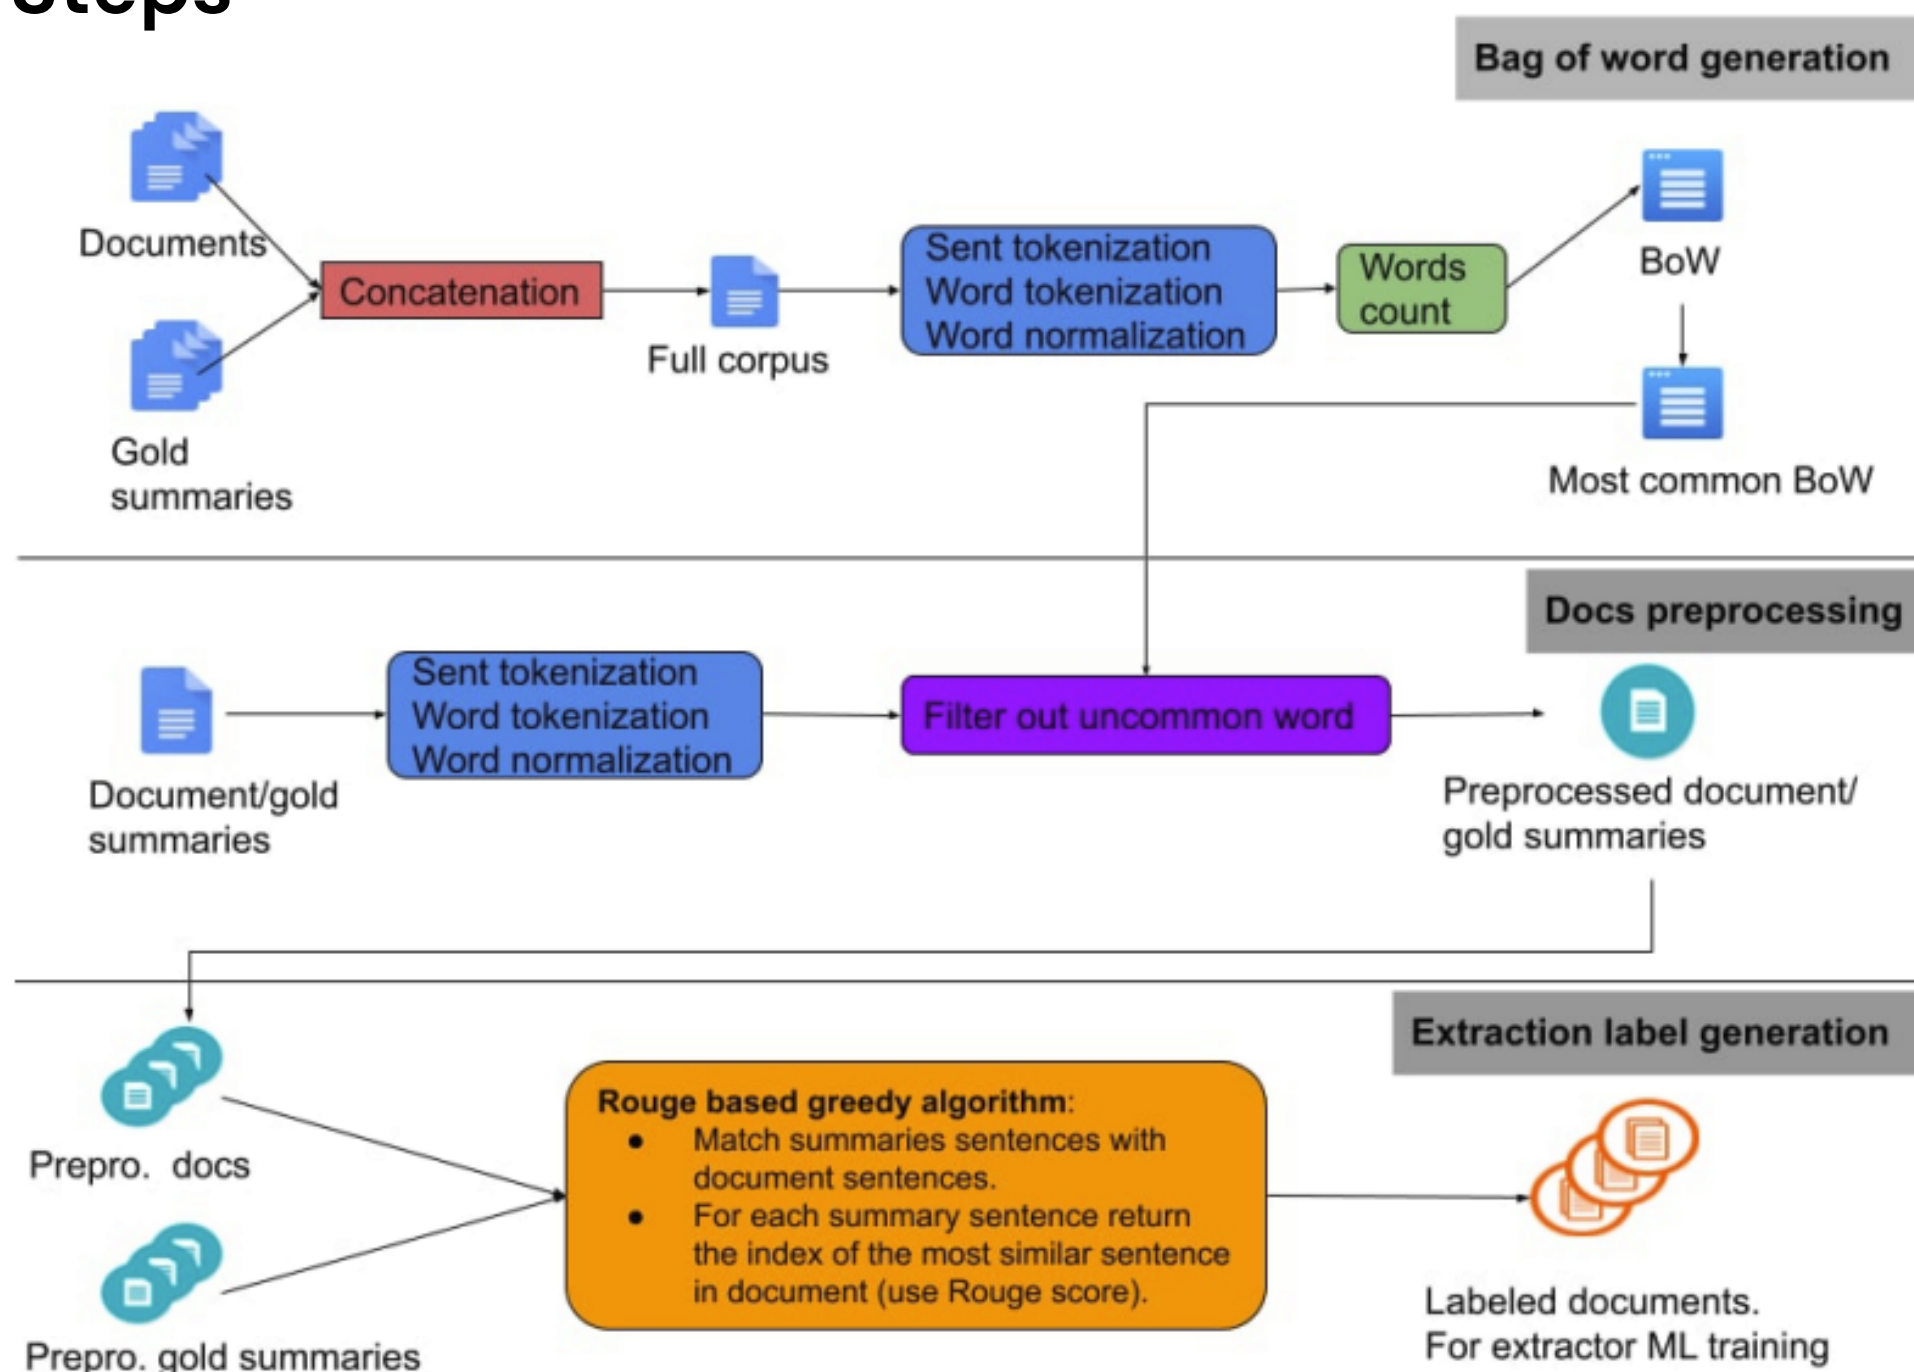 steps
Bag of word generation
Documents
Gold
summaries
Concatenation
Full corpus
Sent tokenization
Word tokenization
Word normalization
Words
count
BoW
Most common BoW
Docs preprocessing
Document/gold
summaries
Sent tokenization
Word tokenization
Word normalization
Filter out uncommon word
Preprocessed document/
gold summaries
Extraction label generation
Prepro. docs
Prepro. gold summaries
Rouge based greedy algorithm:
● Match summaries sentences with
document sentences.
● For each summary sentence return
the index of the most similar sentence
in document (use Rouge score).
Labeled documents.
For extractor ML training